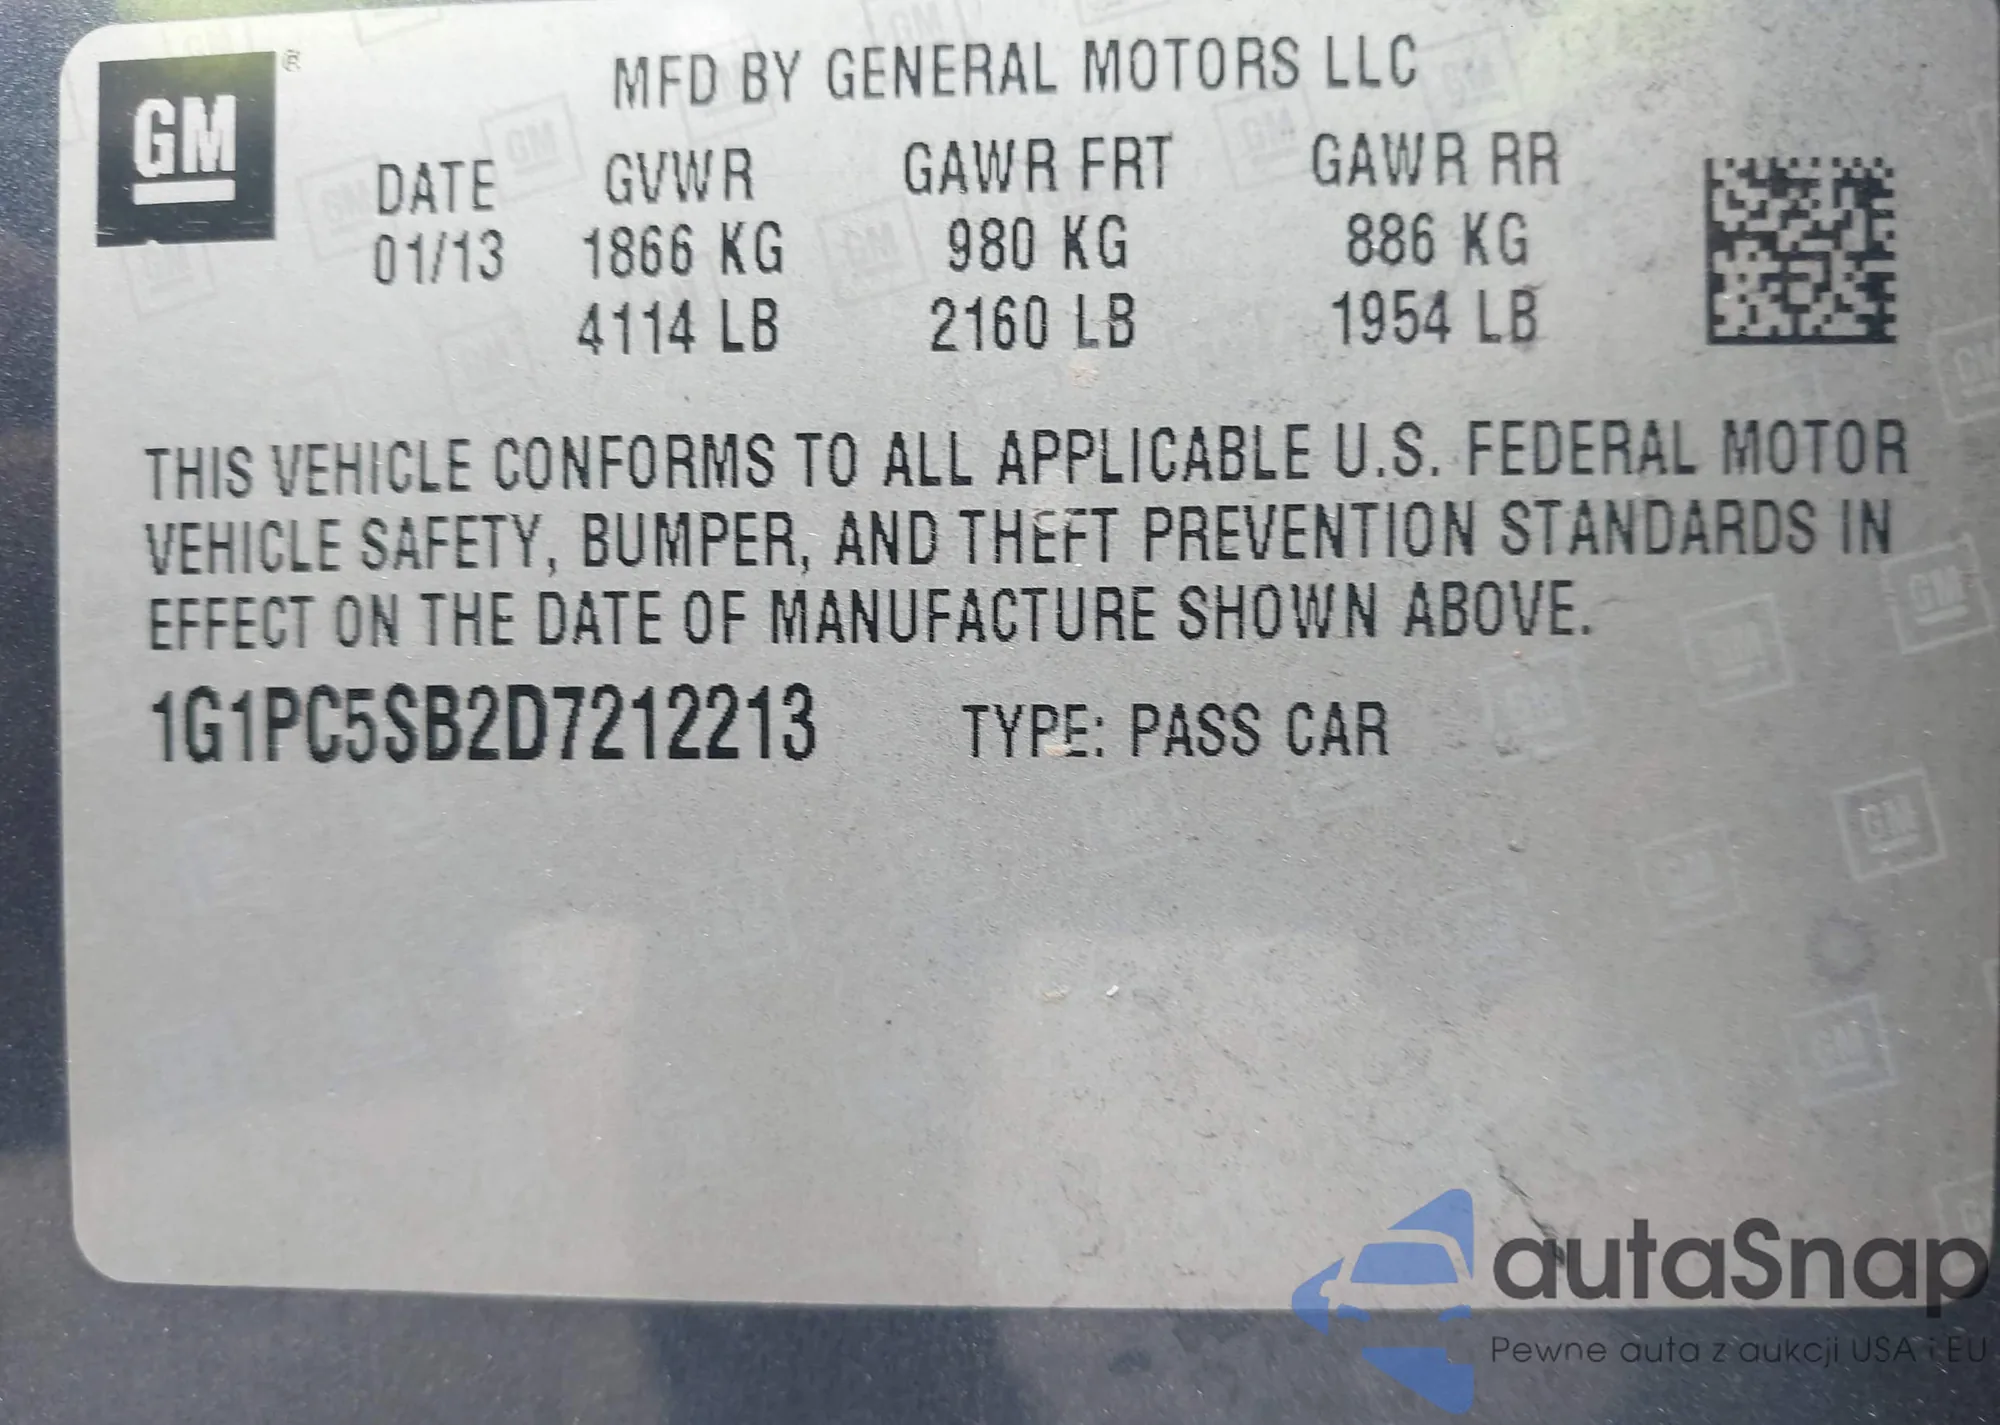 GM ®
MFD BY GENERAL MOTORS LLC
DATE GVWR GAWR FRT GAWR RR
01/13 1866 KG 980 KG 886 KG
4114 LB 2160 LB 1954 LB
THIS VEHICLE CONFORMS TO ALL APPLICABLE U.S. FEDERAL MOTOR
VEHICLE SAFETY, BUMPER, AND THEFT PREVENTION STANDARDS IN
EFFECT ON THE DATE OF MANUFACTURE SHOWN ABOVE.
1G1PC5SB2D7212213 TYPE: PASS CAR
autaSnap
Pewne auta z aukcji USA i EU